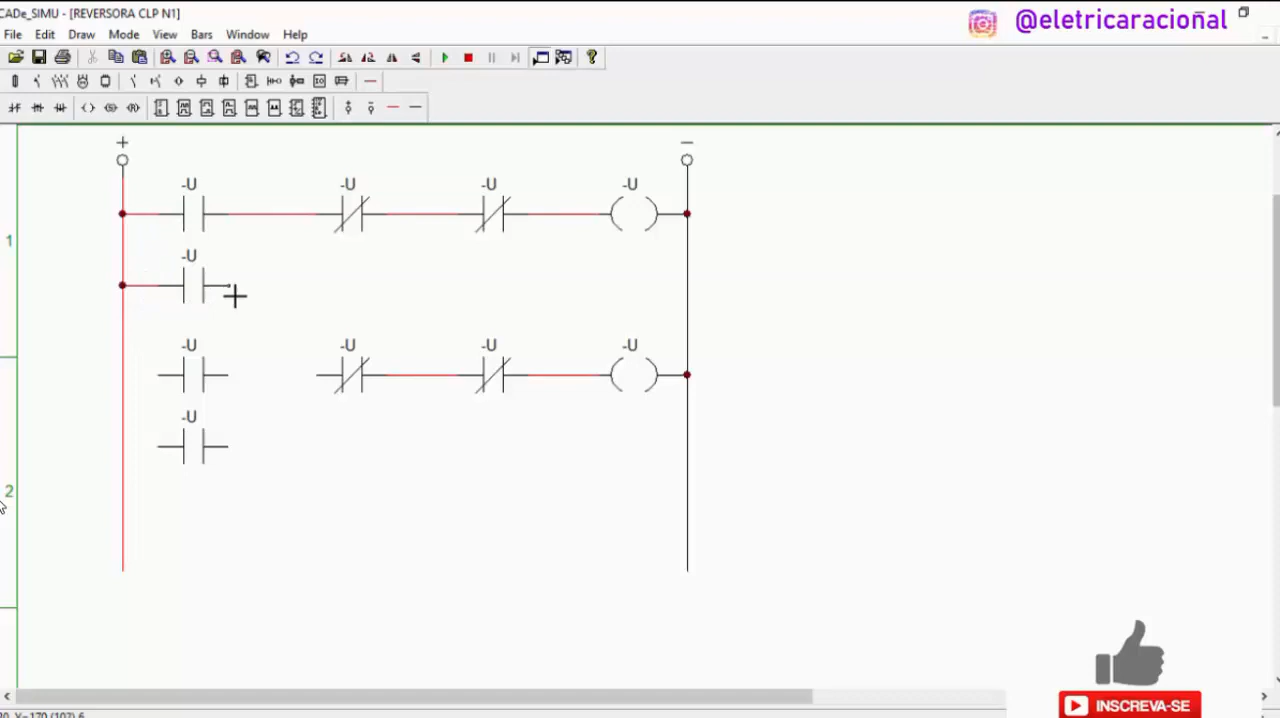 CADe_SIMU - [REVERSORA CLP N1]
@eletricaracional
File Edit Draw Mode View Bars Window Help
+
−
-U -U -U -U
1
-U
-U -U -U -U
-U
2
INSCREVA-SE